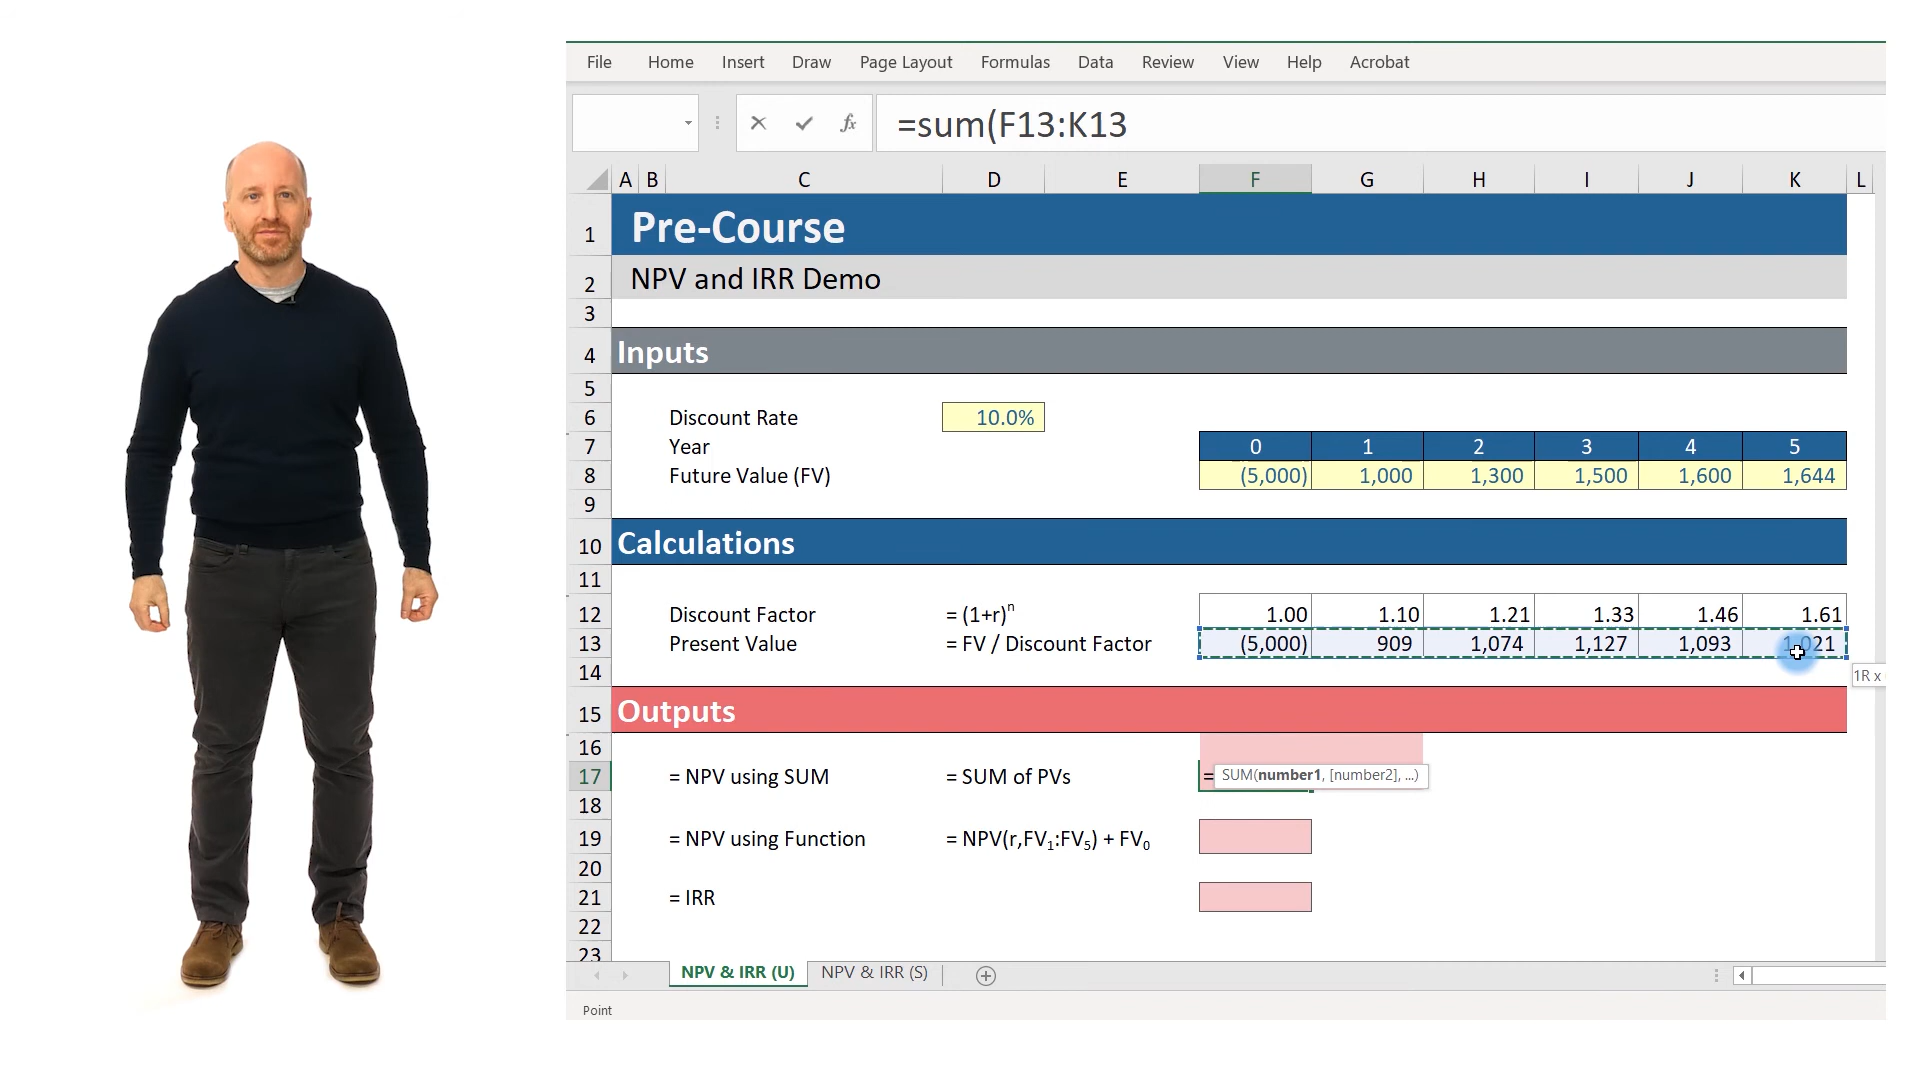 File Home Insert Draw Page Layout Formulas Data Review View Help Acrobat
fx =sum(F13:K13
A B C D E F G H I J K L
1 Pre-Course
2 NPV and IRR Demo
3
4 Inputs
5
6 Discount Rate 10.0%
7 Year 0 1 2 3 4 5
8 Future Value (FV) (5,000) 1,000 1,300 1,500 1,600 1,644
9
10 Calculations
11
12 Discount Factor = (1+r)ⁿ 1.00 1.10 1.21 1.33 1.46 1.61
13 Present Value = FV / Discount Factor (5,000) 909 1,074 1,127 1,093 1,021
14 1R x
15 Outputs
16
17 = NPV using SUM = SUM of PVs = SUM(number1, [number2], ...)
18
19 = NPV using Function = NPV(r,FV₁:FV₅) + FV₀
20
21 = IRR
22
23
NPV & IRR (U) NPV & IRR (S)
Point